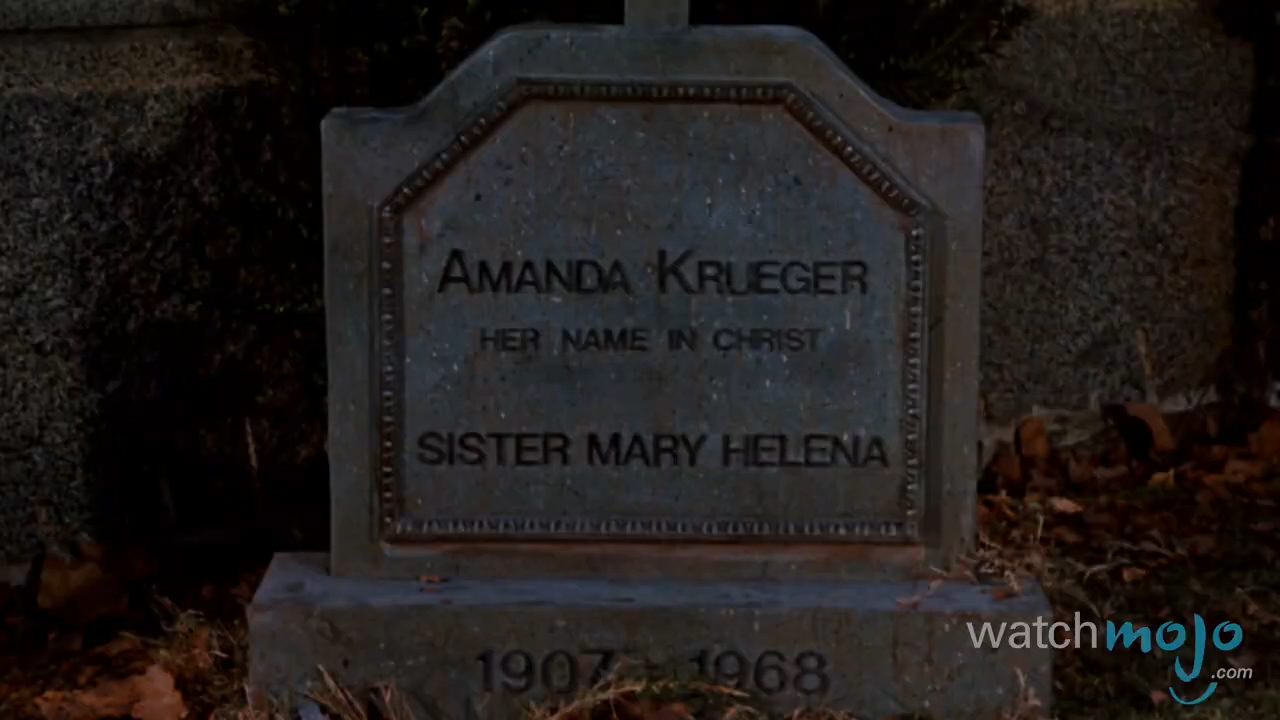 AMANDA KRUEGER
HER NAME IN CHRIST
SISTER MARY HELENA
1907 - 1968
watchmojo
.com